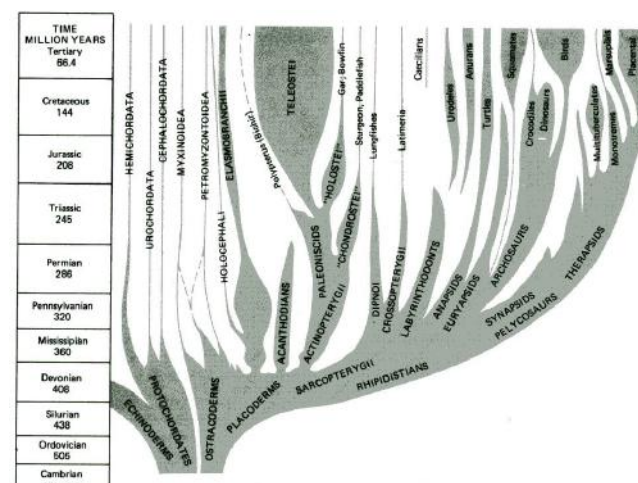 TIME
MILLION YEARS
Tertiary
66.4
Cretaceous
144
Jurassic
208
Triassic
245
Permian
286
Pennsylvanian
320
Mississipian
360
Devonian
408
Silurian
438
Ordovician
505
Cambrian
HEMICHORDATA
UROCHORDATA
CEPHALOCHORDATA
MYXINOIDEA
PETROMYZONTOIDEA
HOLOCEPHALI
ELASMOBRANCHII
Polypterus (Bichir)
TELEOSTEI
"HOLOSTEI"
Gar; Bowfin
"CHONDROSTEI"
Sturgeon, Paddlefish
Lungfishes
Latimeria
Caecilians
Urodeles
Anurans
Turtles
Squamates
Crocodiles
Dinosaurs
Birds
Multituberculates
Monotremes
Marsupials
Placental
ACANTHODIANS
PALEONISCIDS
ACTINOPTERYGII
DIPNOI
CROSSOPTERYGII
LABYRINTHODONTS
ANAPSIDS
EURYAPSIDS
ARCHOSAURS
SYNAPSIDS
PELYCOSAURS
THERAPSIDS
ECHINODERMS
PROTOCHORDATES
OSTRACODERMS
PLACODERMS
SARCOPTERYGII
RHIPIDISTIANS